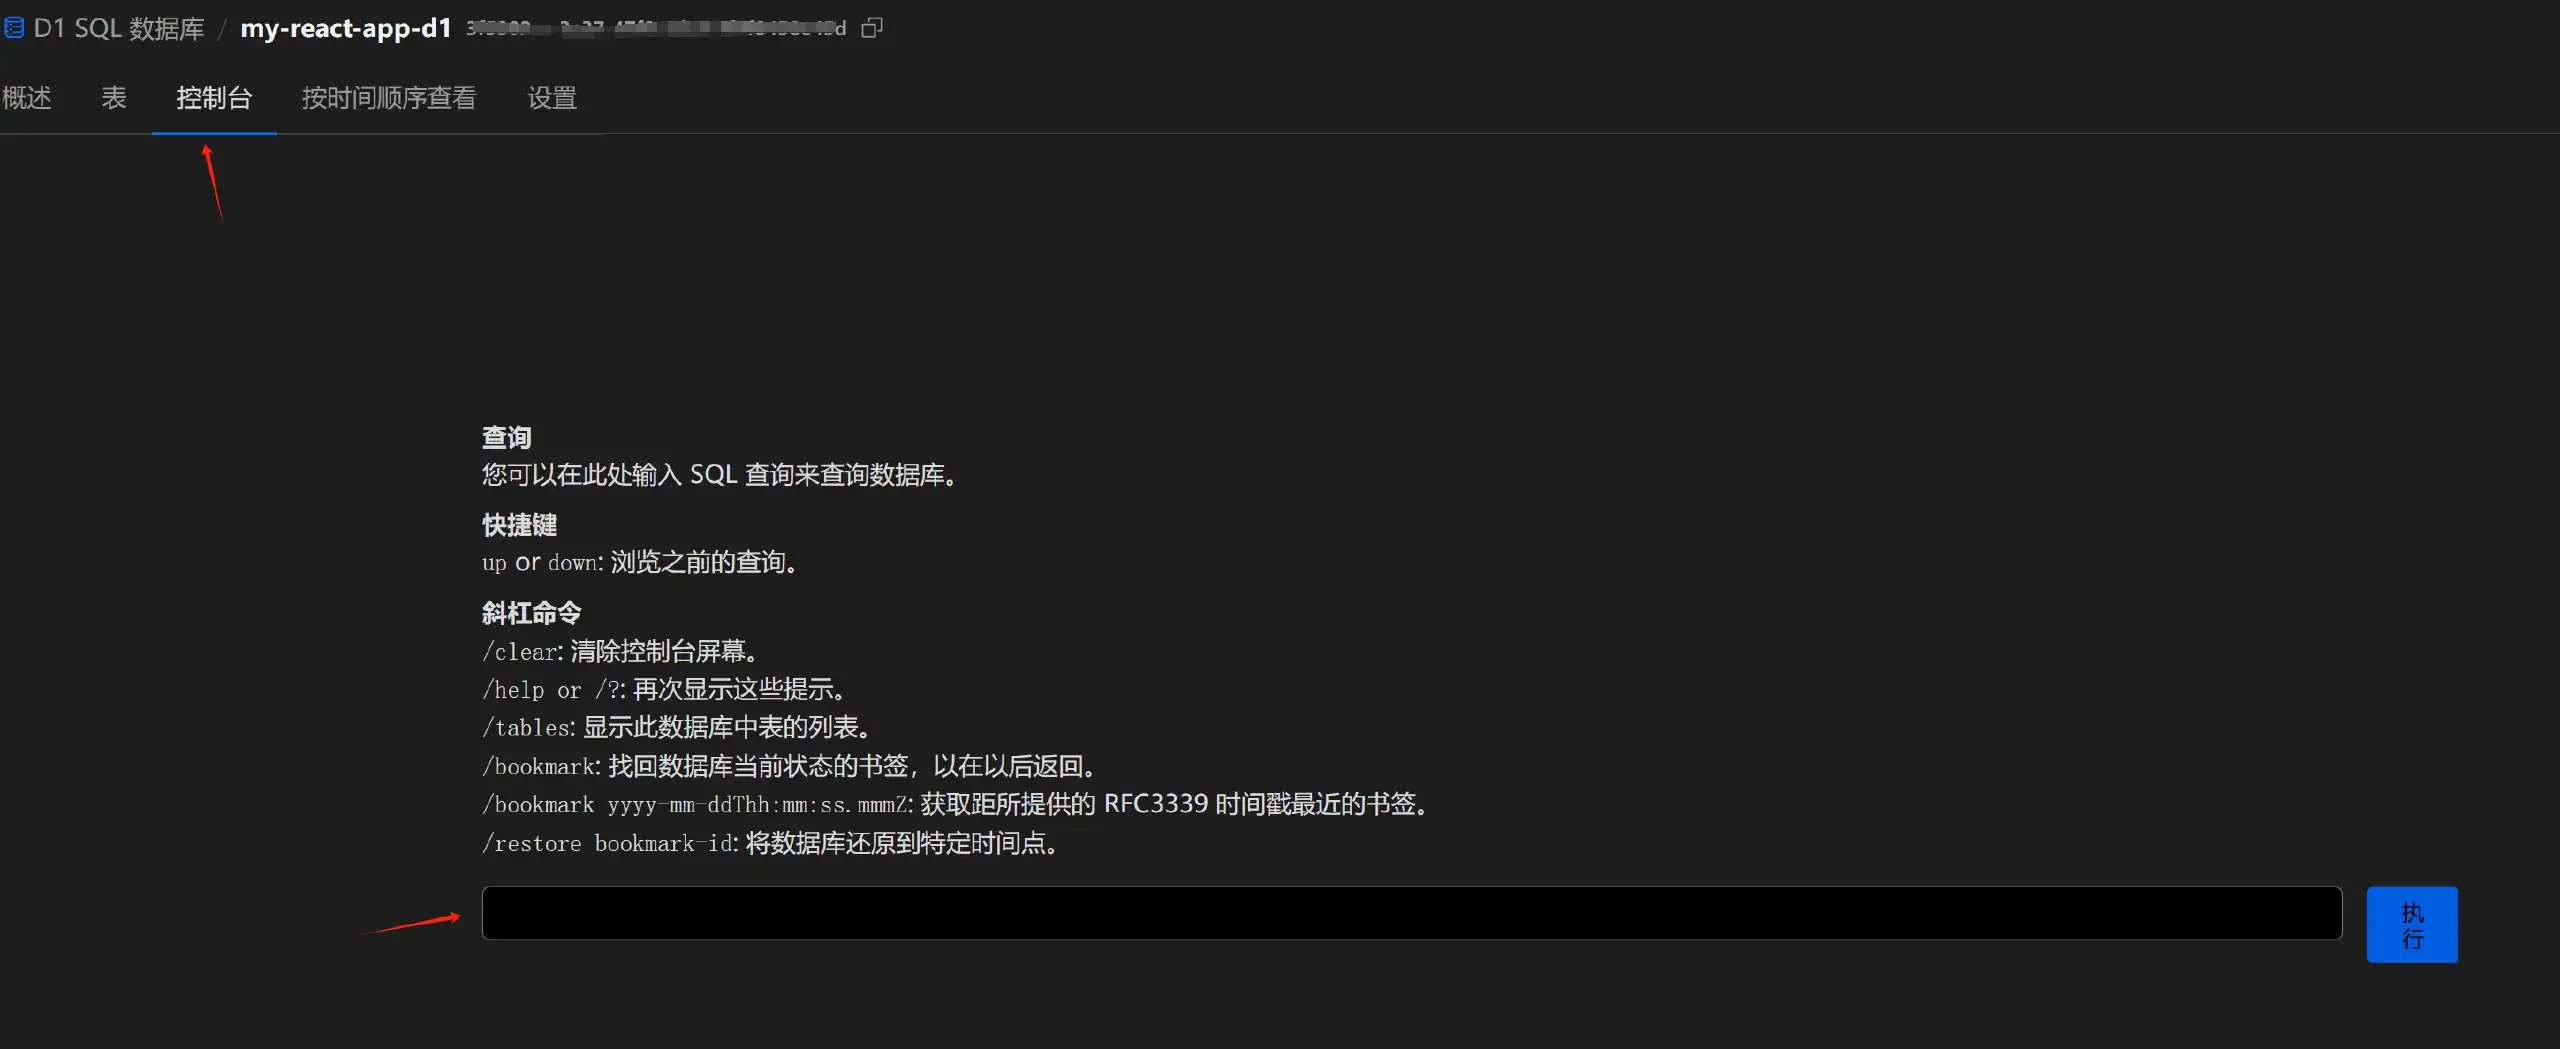 D1 SQL 数据库 / my-react-app-d1
概述 表 控制台 按时间顺序查看 设置
查询
您可以在此处输入 SQL 查询来查询数据库。
快捷键
up or down: 浏览之前的查询。
斜杠命令
/clear: 清除控制台屏幕。
/help or /?: 再次显示这些提示。
/tables: 显示此数据库中表的列表。
/bookmark: 找回数据库当前状态的书签，以在以后返回。
/bookmark yyyy-mm-ddThh:mm:ss.mmmZ: 获取距所提供的 RFC3339 时间戳最近的书签。
/restore bookmark-id: 将数据库还原到特定时间点。
执
行